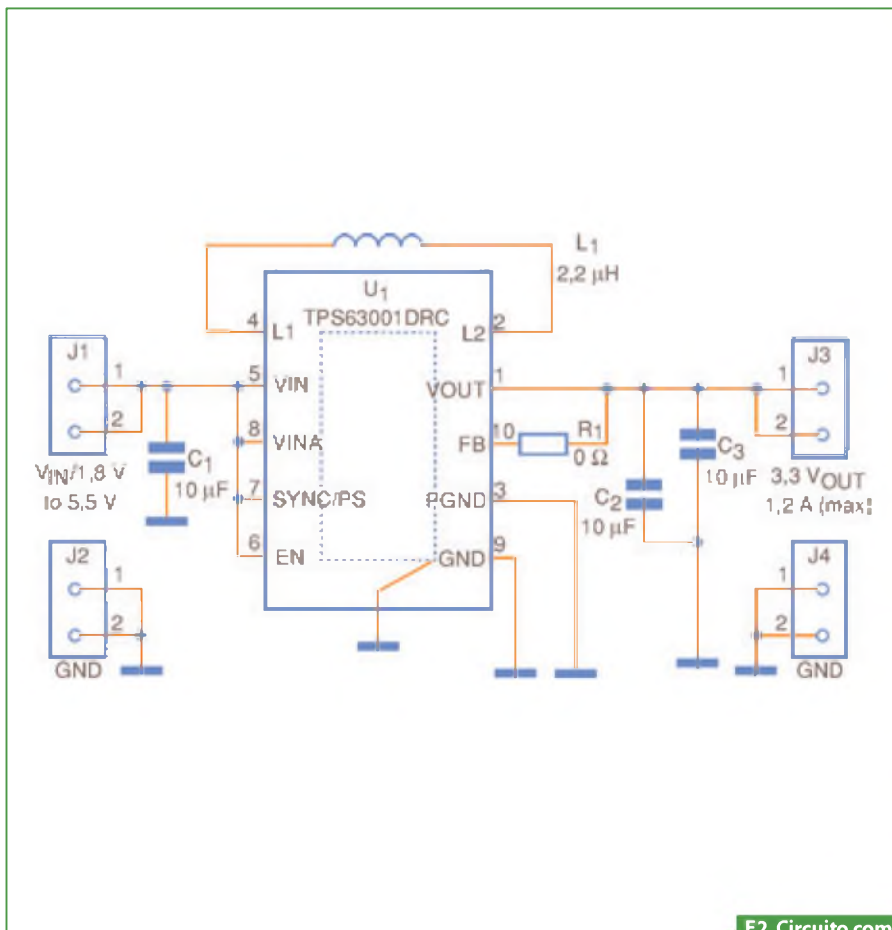 L1
2,2 µH
U1
TPS63001DRC
4
L1
L2
2
J1
1
2
VIN/1,8 V
to 5,5 V
C1
10 µF
5
VIN
8
VINA
7
SYNC/PS
6
EN
VOUT
1
FB
10
R1
0 Ω
PGND
3
GND
9
C2
10 µF
C3
10 µF
J3
1
2
3,3 VOUT
1,2 A (max)
J2
1
2
GND
J4
1
2
GND